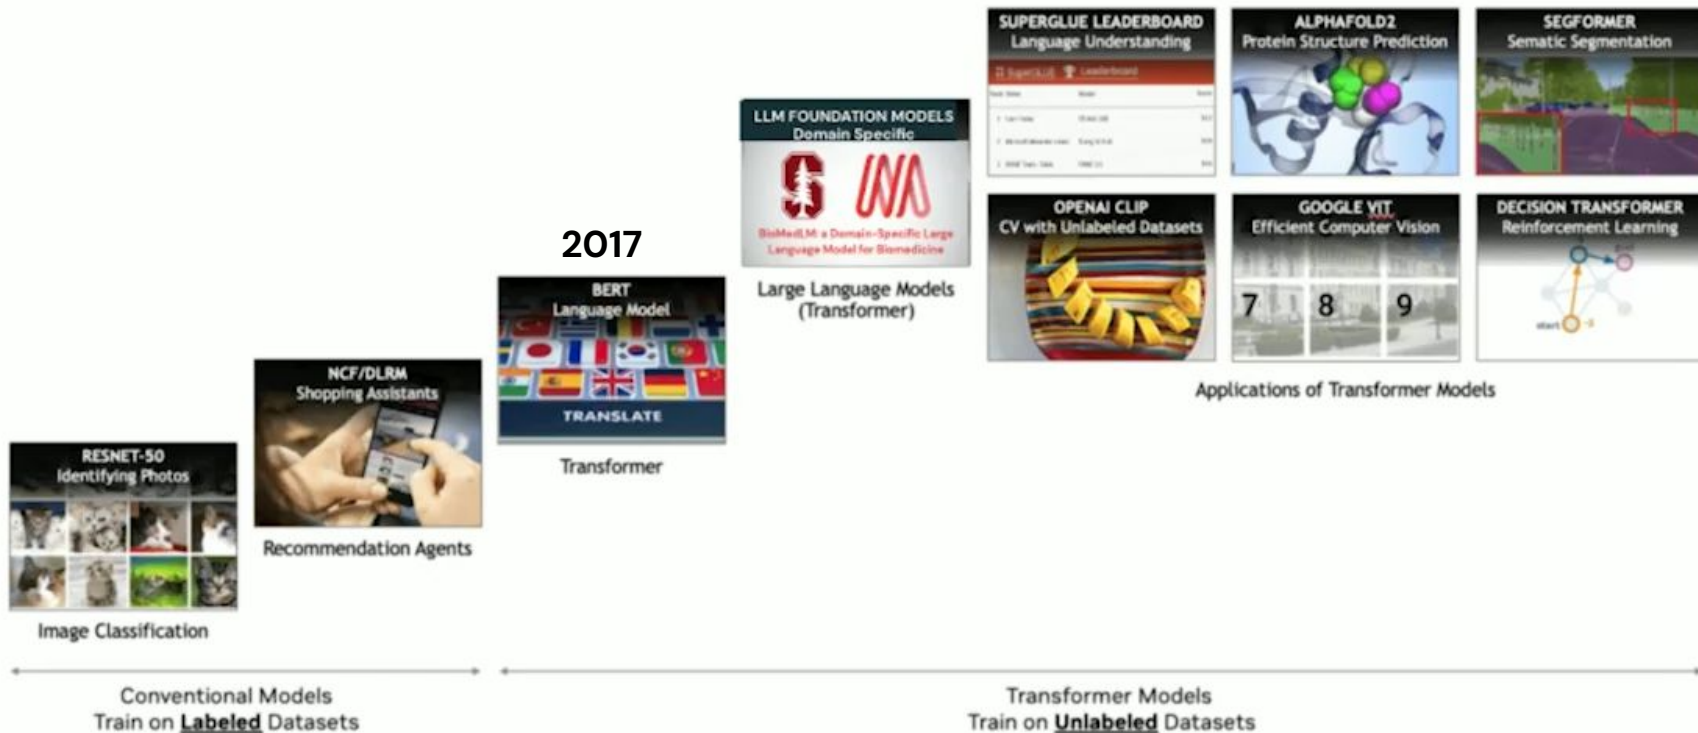 SUPERGLUE LEADERBOARD
Language Understanding
SuperGLUE Leaderboard
ALPHAFOLD2
Protein Structure Prediction
SEGFORMER
Sematic Segmentation
LLM FOUNDATION MODELS
Domain Specific
BioMedLM: a Domain-Specific Large
Language Model for Biomedicine
Large Language Models
(Transformer)
OPENAI CLIP
CV with Unlabeled Datasets
GOOGLE VIT
Efficient Computer Vision
7 8 9
DECISION TRANSFORMER
Reinforcement Learning
start
Applications of Transformer Models
2017
BERT
Language Model
TRANSLATE
Transformer
NCF/DLRM
Shopping Assistants
Recommendation Agents
RESNET-50
Identifying Photos
Image Classification
Conventional Models
Train on Labeled Datasets
Transformer Models
Train on Unlabeled Datasets